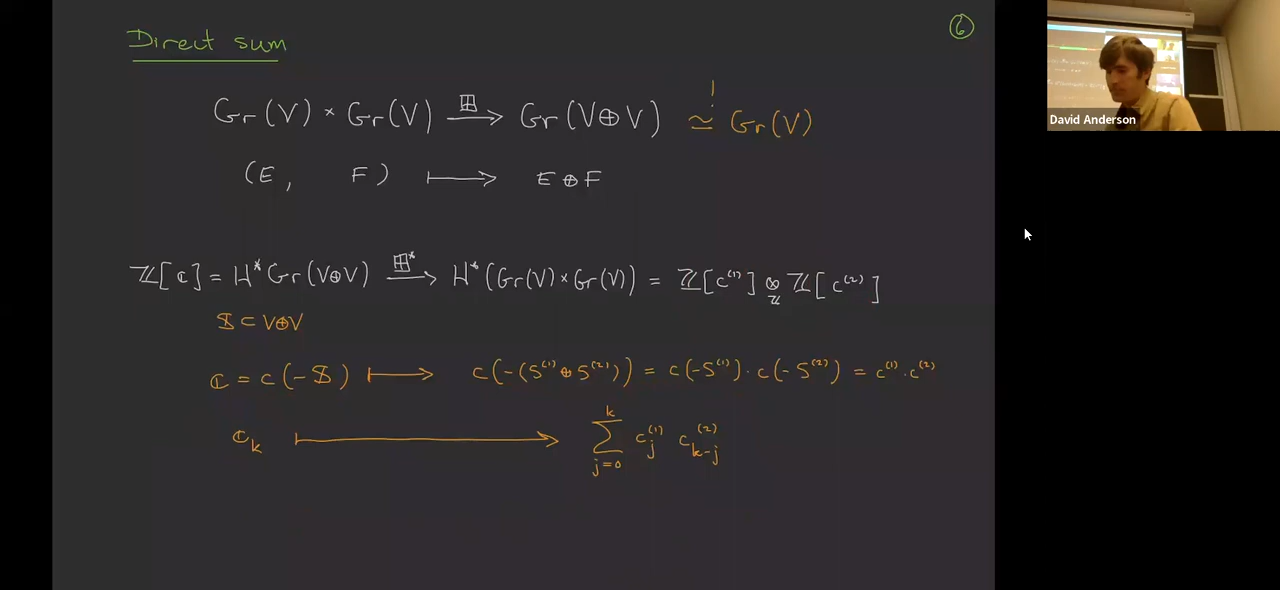 Direct sum
⑥
Gr(V) × Gr(V) ⊞⟶ Gr(V⊕V) ≃! Gr(V)
(E, F) ⟼ E⊕F
ℤ[ℂ] = H* Gr(V⊕V) ⊞*⟶ H*(Gr(V)×Gr(V)) = ℤ[c⁽¹⁾] ⊗_ℤ ℤ[c⁽²⁾]
𝕊 ⊂ V⊕V
ℂ = c(-𝕊) ⟼ c(-(S⁽¹⁾⊕S⁽²⁾)) = c(-S⁽¹⁾)·c(-S⁽²⁾) = c⁽¹⁾·c⁽²⁾
ℂ_k ⟼ ∑_{j=0}^{k} c_j⁽¹⁾ c_{k-j}⁽²⁾
David Anderson